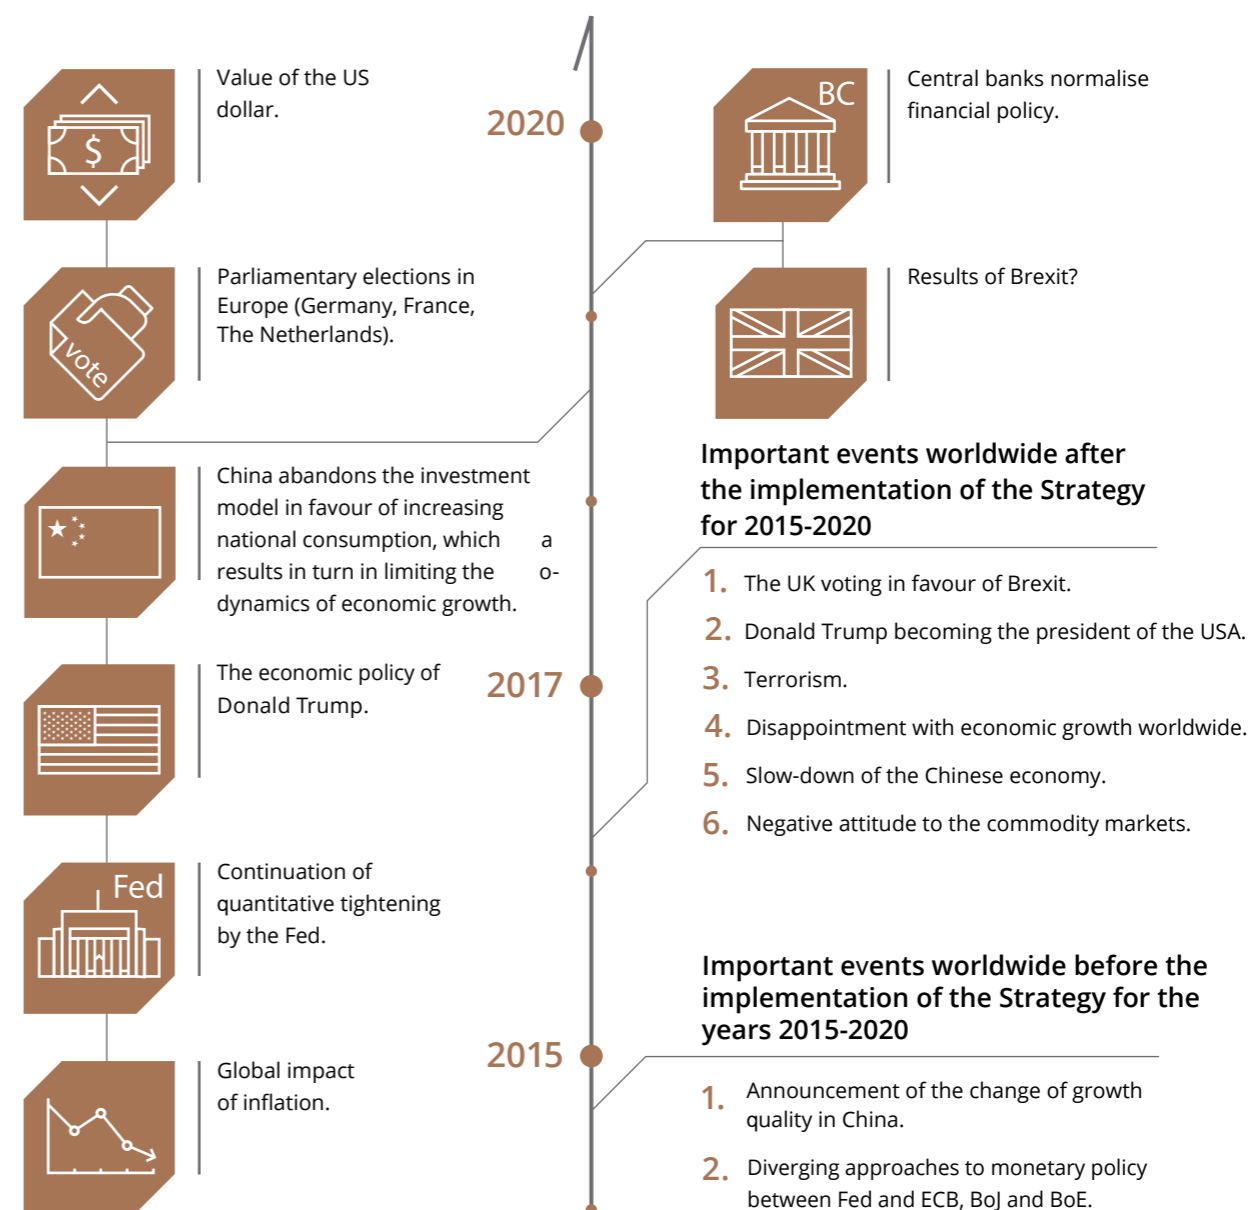 Value of the US
dollar.
2020
BC
Central banks normalise
financial policy.
$
Parliamentary elections in
Europe (Germany, France,
The Netherlands).
vote
Results of Brexit?
China abandons the investment
model in favour of increasing
national consumption, which a
results in turn in limiting the o-
dynamics of economic growth.
Important events worldwide after
the implementation of the Strategy
for 2015-2020
1. The UK voting in favour of Brexit.
2. Donald Trump becoming the president of the USA.
3. Terrorism.
4. Disappointment with economic growth worldwide.
5. Slow-down of the Chinese economy.
6. Negative attitude to the commodity markets.
The economic policy of
Donald Trump.
2017
Fed
Continuation of
quantitative tightening
by the Fed.
Important events worldwide before the
implementation of the Strategy for the
years 2015-2020
2015
Global impact
of inflation.
1. Announcement of the change of growth
quality in China.
2. Diverging approaches to monetary policy
between Fed and ECB, BoJ and BoE.